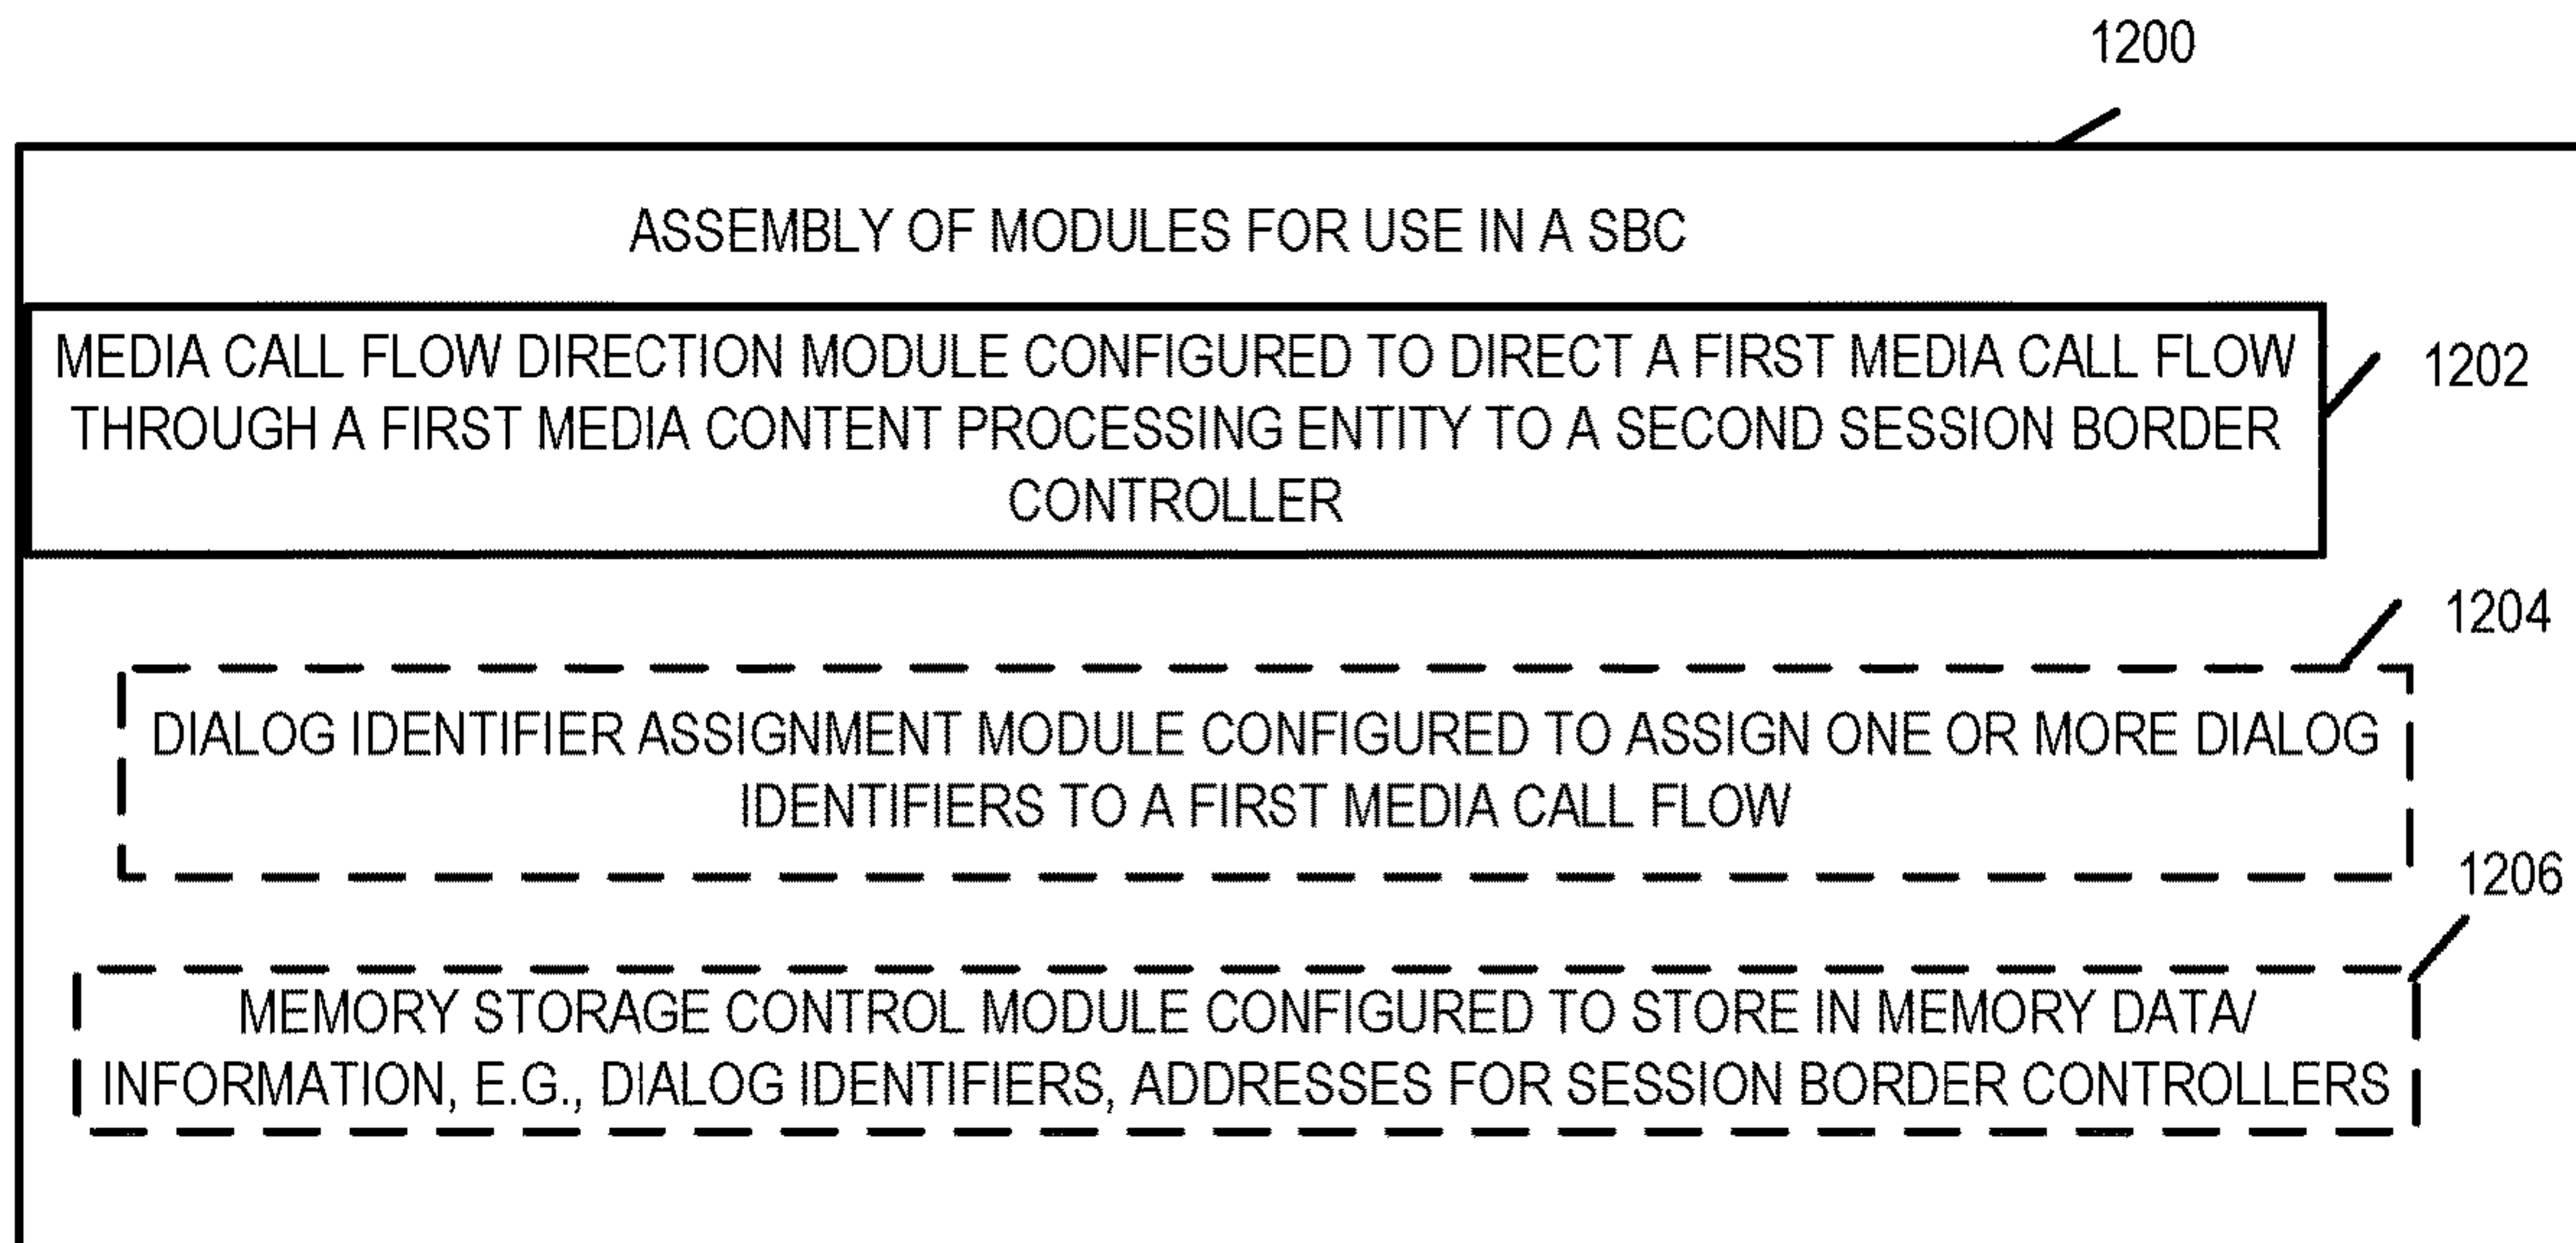 1200
ASSEMBLY OF MODULES FOR USE IN A SBC
MEDIA CALL FLOW DIRECTION MODULE CONFIGURED TO DIRECT A FIRST MEDIA CALL FLOW
THROUGH A FIRST MEDIA CONTENT PROCESSING ENTITY TO A SECOND SESSION BORDER
CONTROLLER
1202
1204
DIALOG IDENTIFIER ASSIGNMENT MODULE CONFIGURED TO ASSIGN ONE OR MORE DIALOG
IDENTIFIERS TO A FIRST MEDIA CALL FLOW
1206
MEMORY STORAGE CONTROL MODULE CONFIGURED TO STORE IN MEMORY DATA/
INFORMATION, E.G., DIALOG IDENTIFIERS, ADDRESSES FOR SESSION BORDER CONTROLLERS